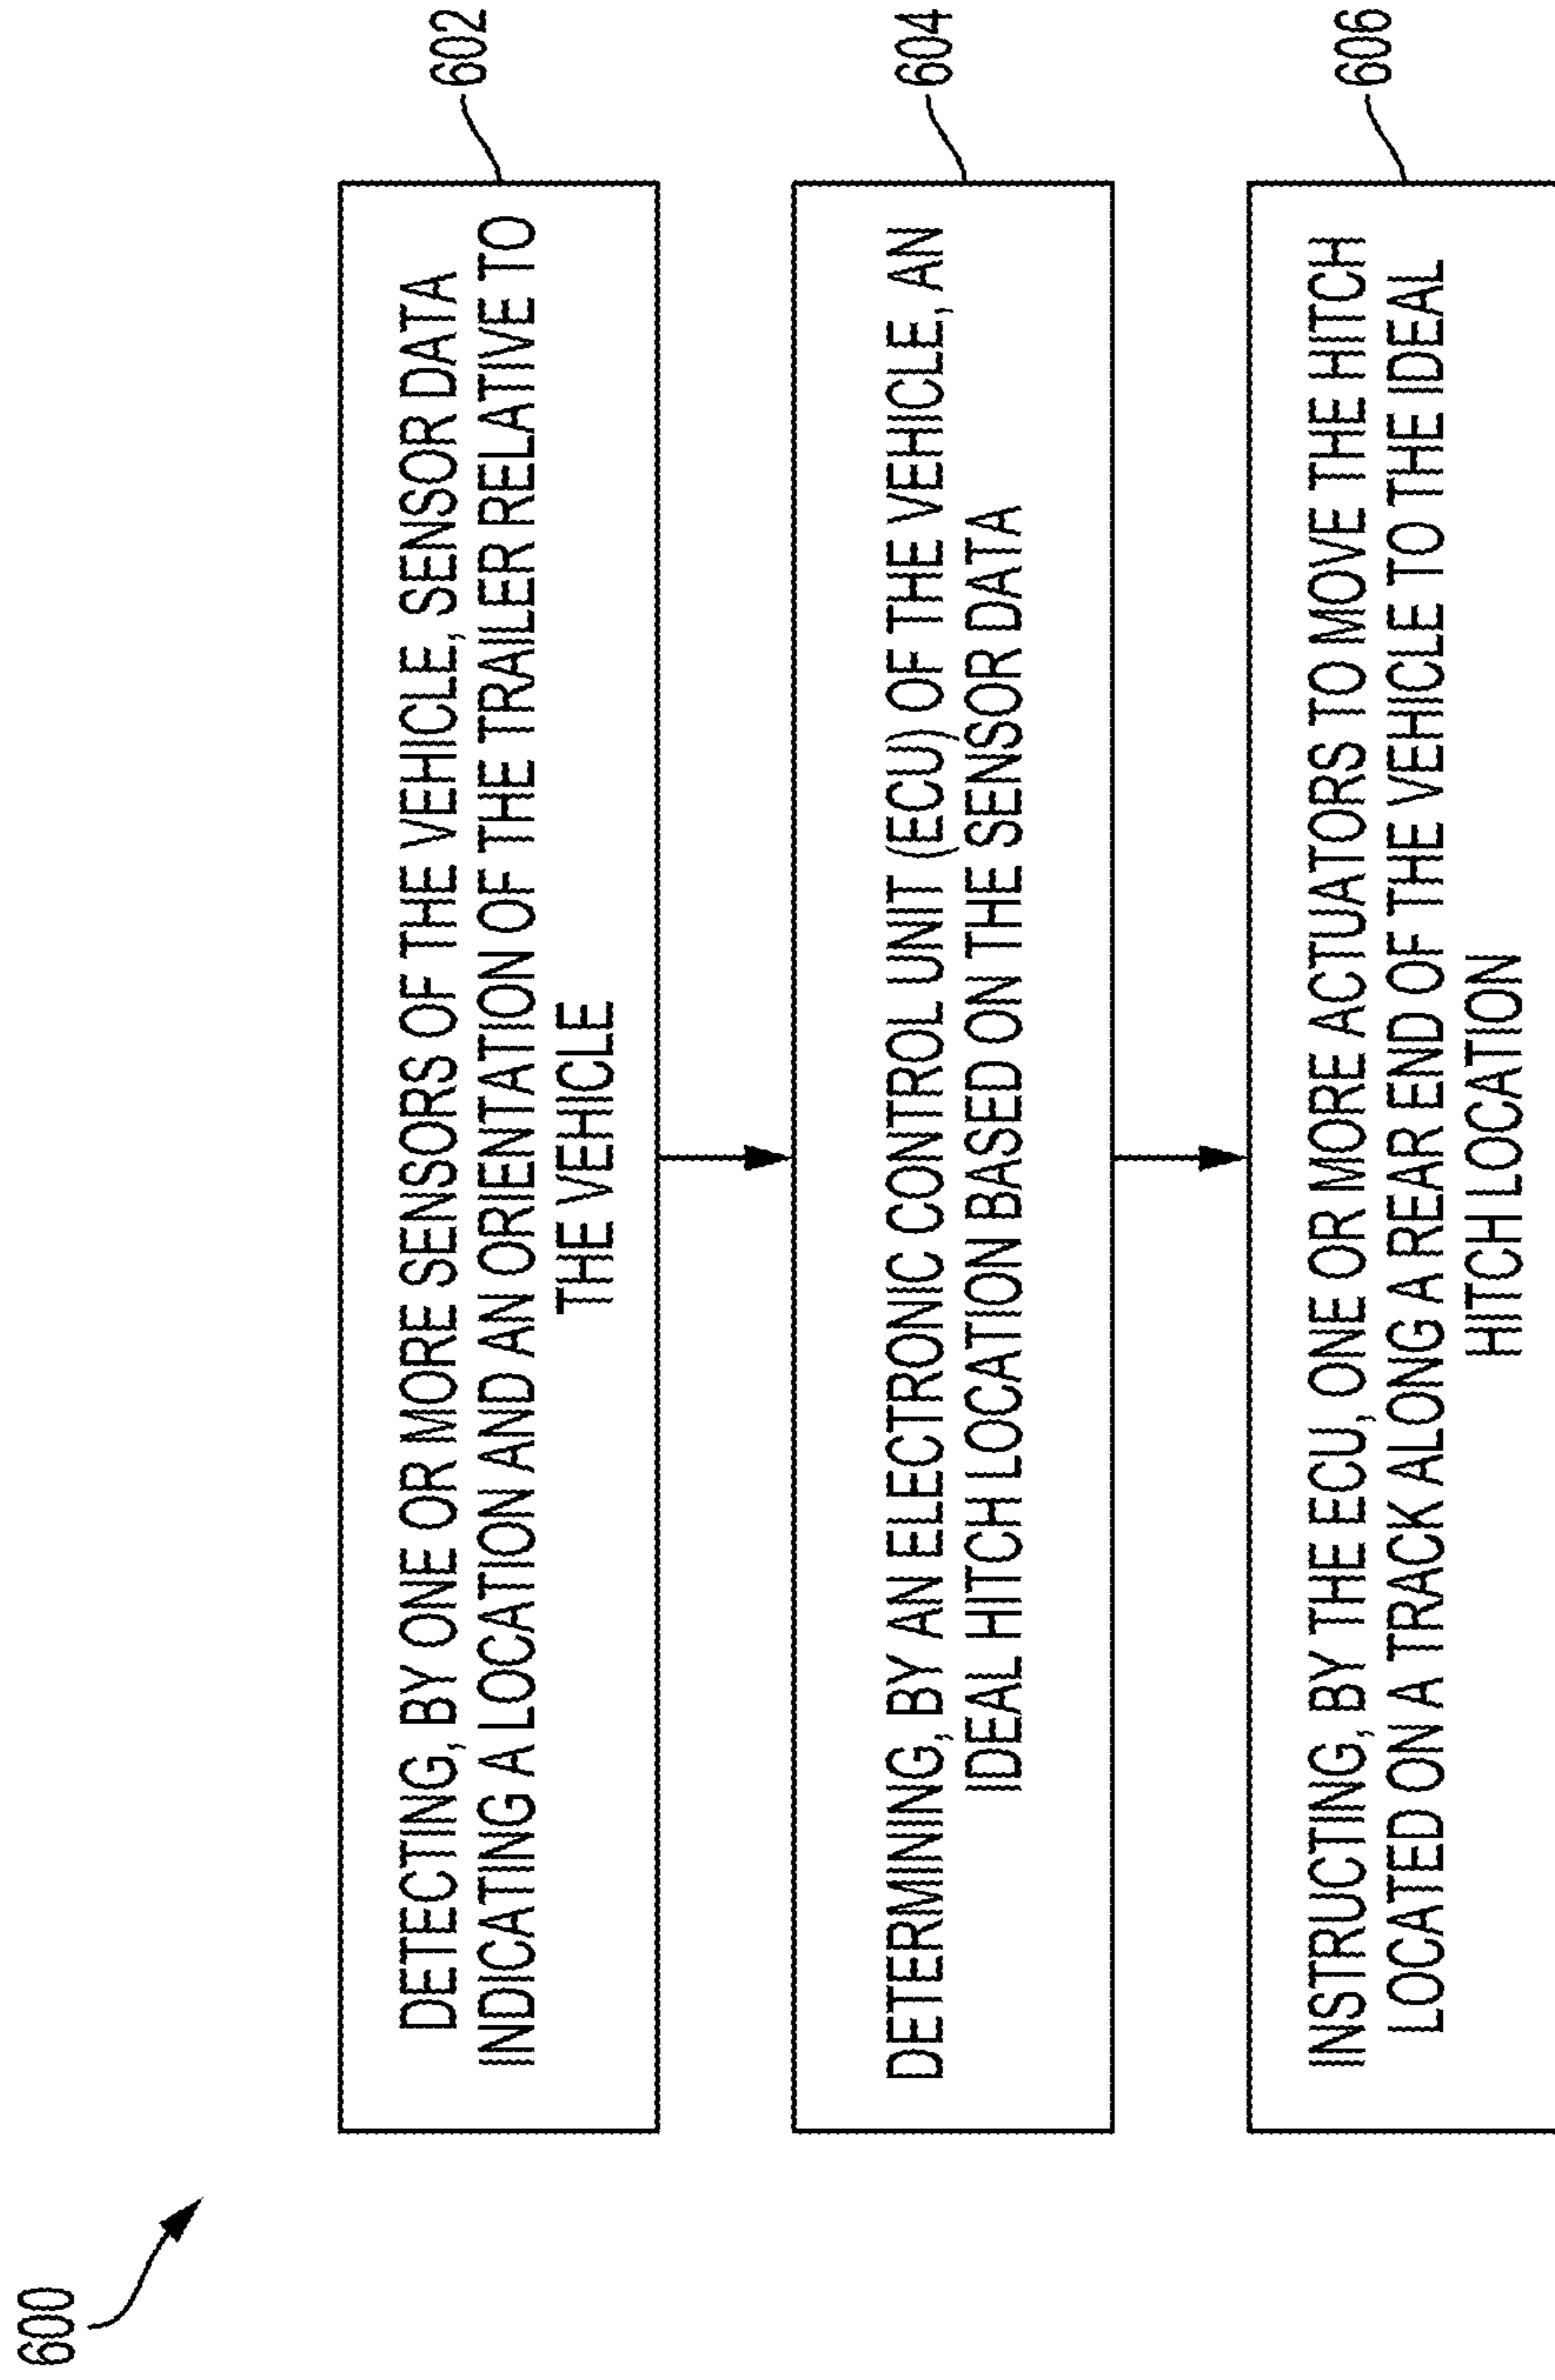 600
DETECTING, BY ONE OR MORE SENSORS OF THE VEHICLE, SENSOR DATA
INDICATING A LOCATION AND AN ORIENTATION OF THE TRAILER RELATIVE TO
THE VEHICLE
602
DETERMINING, BY AN ELECTRONIC CONTROL UNIT (ECU) OF THE VEHICLE, AN
IDEAL HITCH LOCATION BASED ON THE SENSOR DATA
604
INSTRUCTING, BY THE ECU, ONE OR MORE ACTUATORS TO MOVE THE HITCH
LOCATED ON A TRACK ALONG A REAR END OF THE VEHICLE TO THE IDEAL
HITCH LOCATION
606